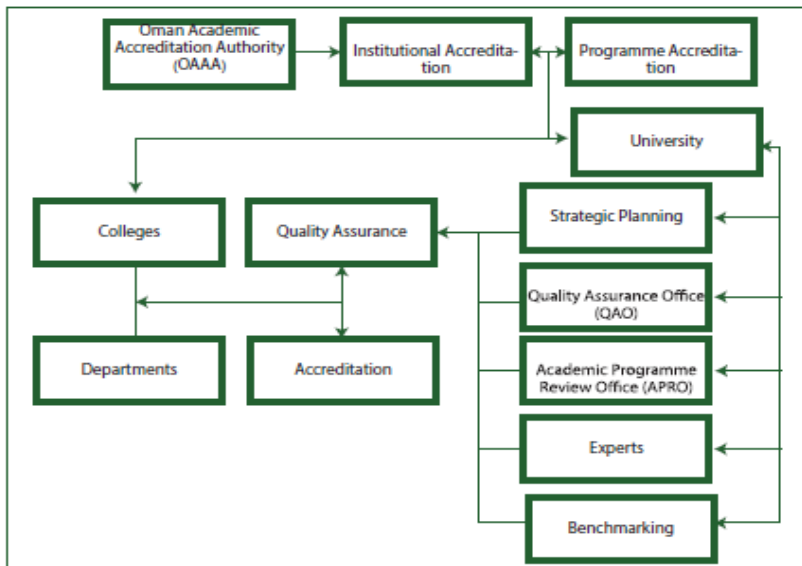 Oman Academic
Accreditation Authority
(OAAA)
Institutional Accredita-
tion
Programme Accredita-
tion
University
Colleges
Quality Assurance
Strategic Planning
Quality Assurance Office
(QAO)
Departments
Accreditation
Academic Programme
Review Office (APRO)
Experts
Benchmarking